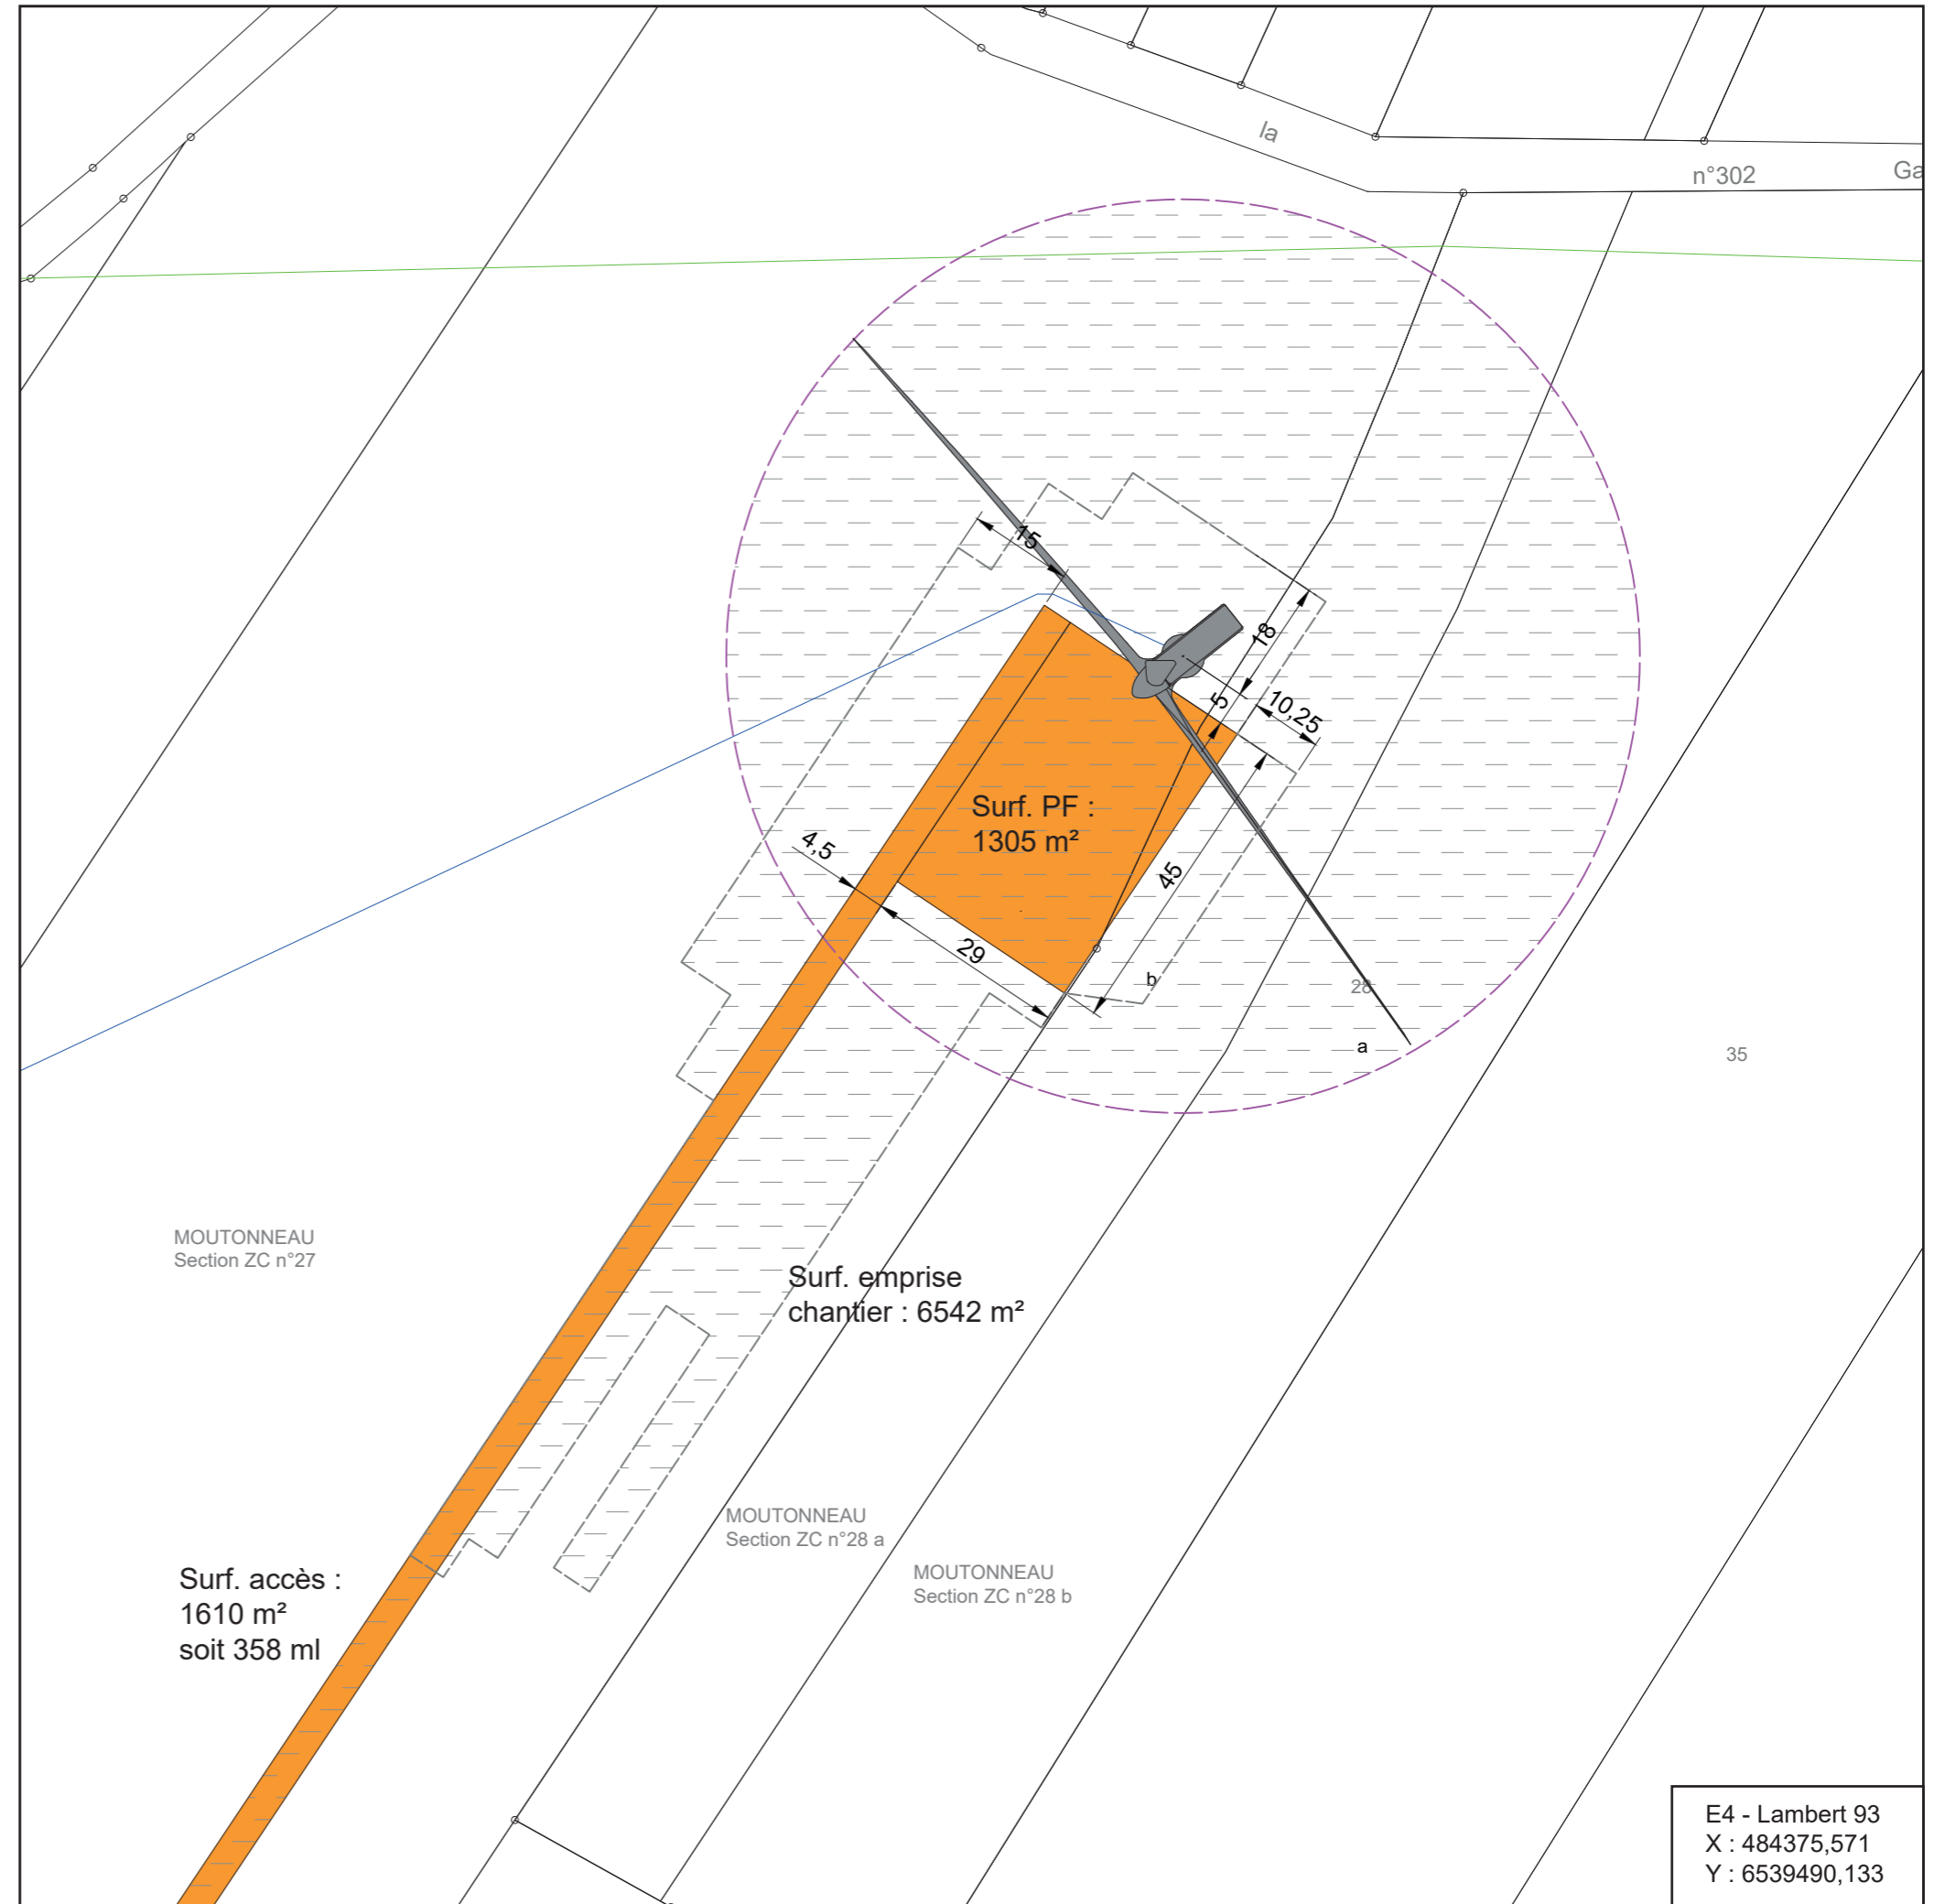 la
n°302
Ga
15
18
5
10,25
Surf. PF :
1305 m²
4,5
45
29
b
28
a
35
MOUTONNEAU
Section ZC n°27
Surf. emprise
chantier : 6542 m²
MOUTONNEAU
Section ZC n°28 a
MOUTONNEAU
Section ZC n°28 b
Surf. accès :
1610 m²
soit 358 ml
E4 - Lambert 93
X : 484375,571
Y : 6539490,133